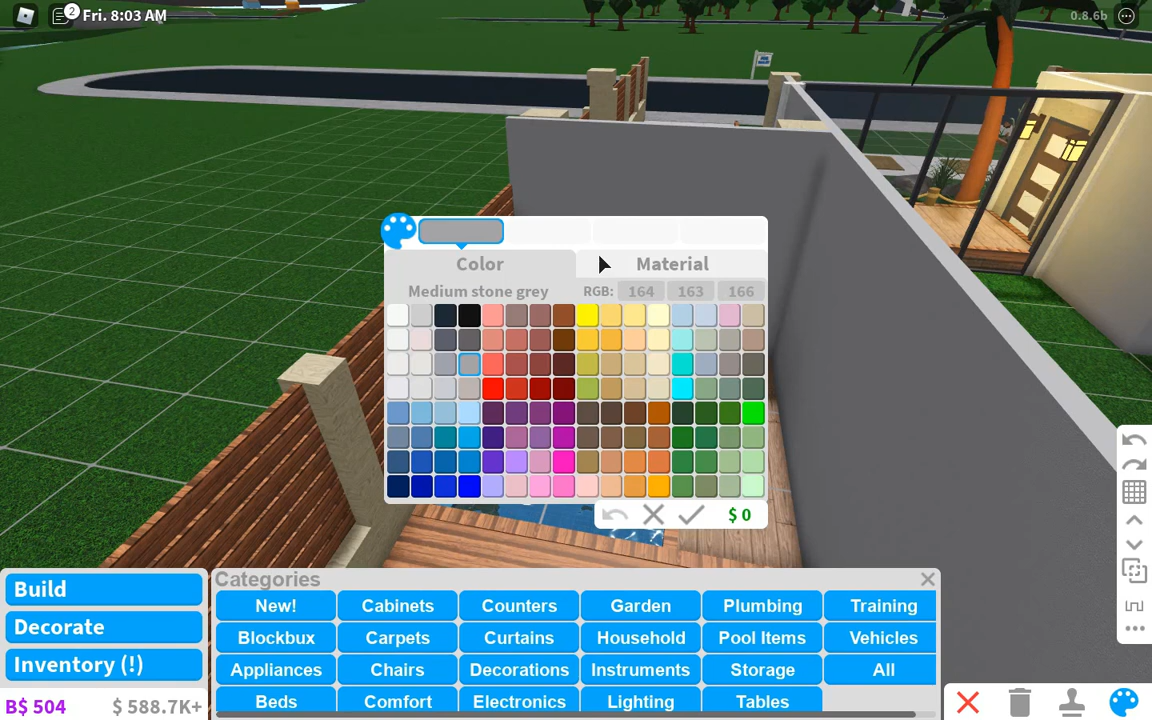 2
Fri. 8:03 AM
0.8.6b
Color
Material
Medium stone grey
RGB: 164 163 166
$ 0
Build
Decorate
Inventory (!)
B$ 504
$ 588.7K+
Categories
New! Cabinets Counters Garden Plumbing Training
Blockbux Carpets Curtains Household Pool Items Vehicles
Appliances Chairs Decorations Instruments Storage All
Beds Comfort Electronics Lighting Tables